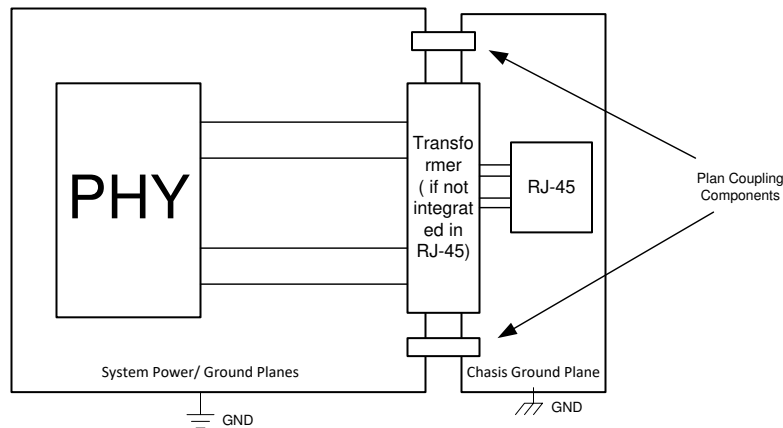 PHY
Transfo
rmer
( if not
integrat
ed in
RJ-45)
RJ-45
Plan Coupling
Components
System Power/ Ground Planes
Chasis Ground Plane
GND
GND